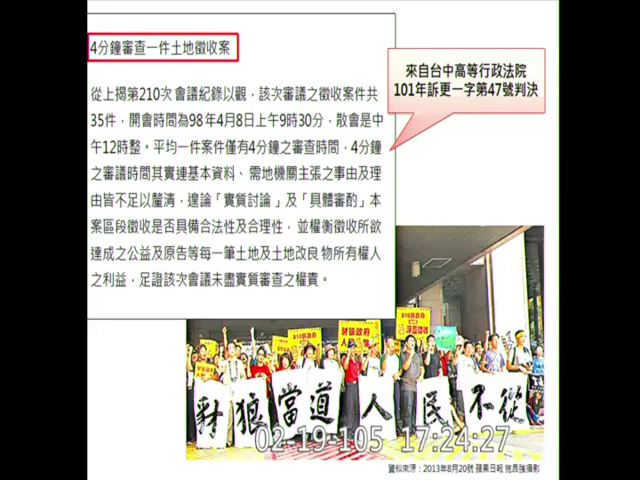 4分鐘審查一件土地徵收案
從上揭第210次會議紀錄以觀，該次審議之徵收案件共
35件，開會時間為98年4月8日上午9時30分，散會是中
午12時整。平均一件案件僅有4分鐘之審查時間，4分鐘
之審議時間其實連基本資料、需地機關主張之事由及理
由皆不足以釐清，遑論「實質討論」及「具體審酌」本
案區段徵收是否具備合法性及合理性，並權衡徵收所欲
達成之公益及原告等每一筆土地及土地改良物所有權人
之利益，足證該次會議未盡實質審查之權責。
來自台中高等行政法院
101年訴更一字第47號判決
豺狼當道人民不從
02-19-105 17:24:27
資料來源：2013年8月20號 蘋果日報